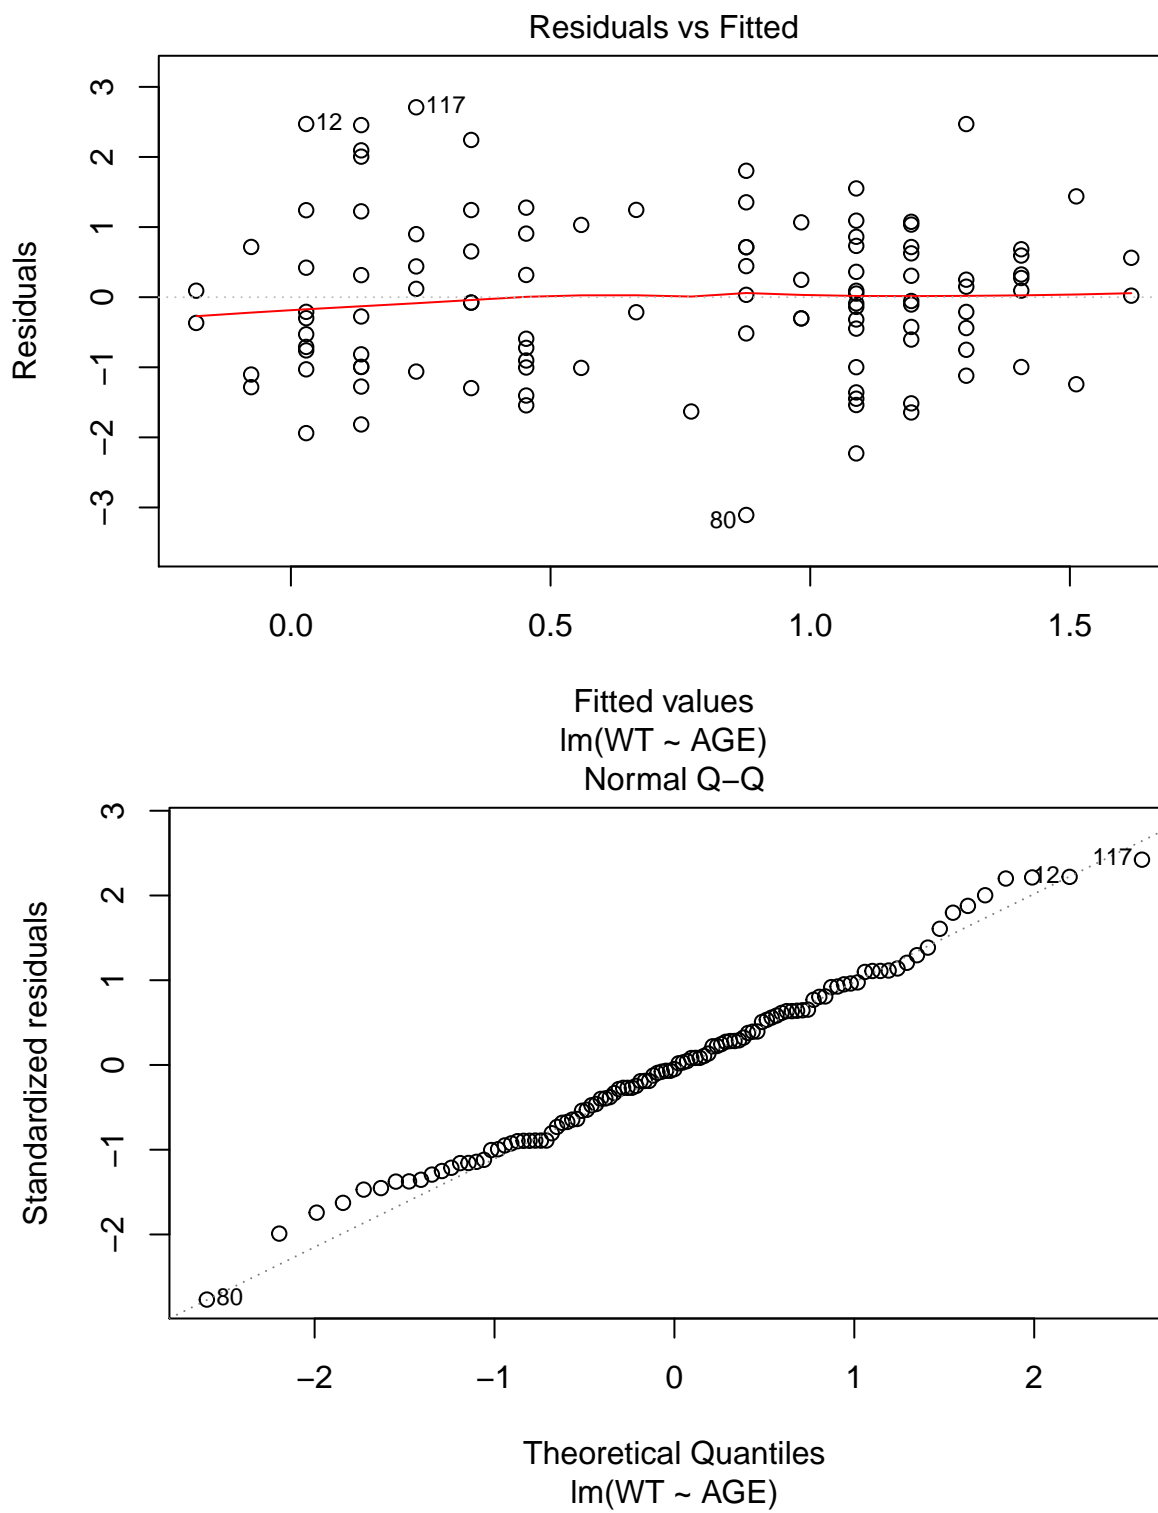 Residuals vs Fitted
3
2
1
0
−1
−2
−3
Residuals
12
117
80
0.0 0.5 1.0 1.5
Fitted values
lm(WT ~ AGE)
Normal Q−Q
3
2
1
0
−1
−2
Standardized residuals
117
12
80
−2 −1 0 1 2
Theoretical Quantiles
lm(WT ~ AGE)